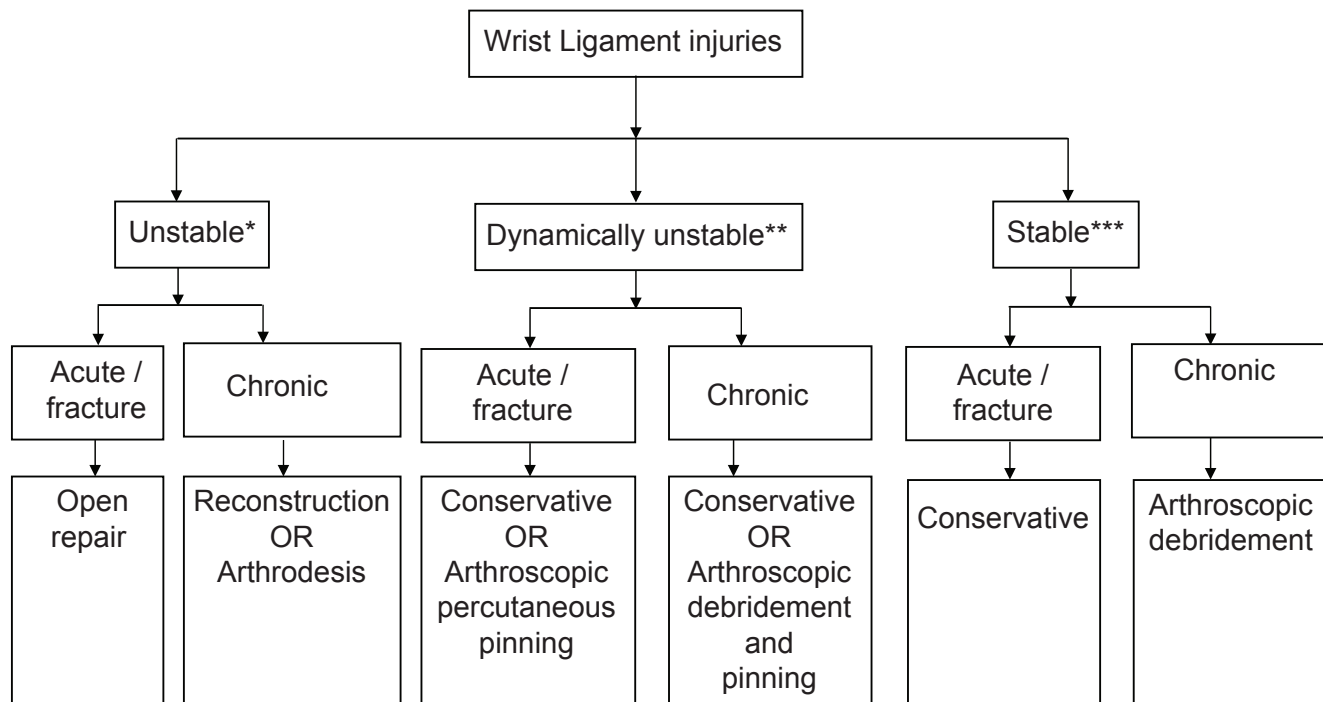 Wrist Ligament injuries
Unstable*
Dynamically unstable**
Stable***
Acute /
fracture
Chronic
Acute /
fracture
Chronic
Acute /
fracture
Chronic
Open
repair
Reconstruction
OR
Arthrodesis
Conservative
OR
Arthroscopic
percutaneous
pinning
Conservative
OR
Arthroscopic
debridement
and
pinning
Conservative
Arthroscopic
debridement